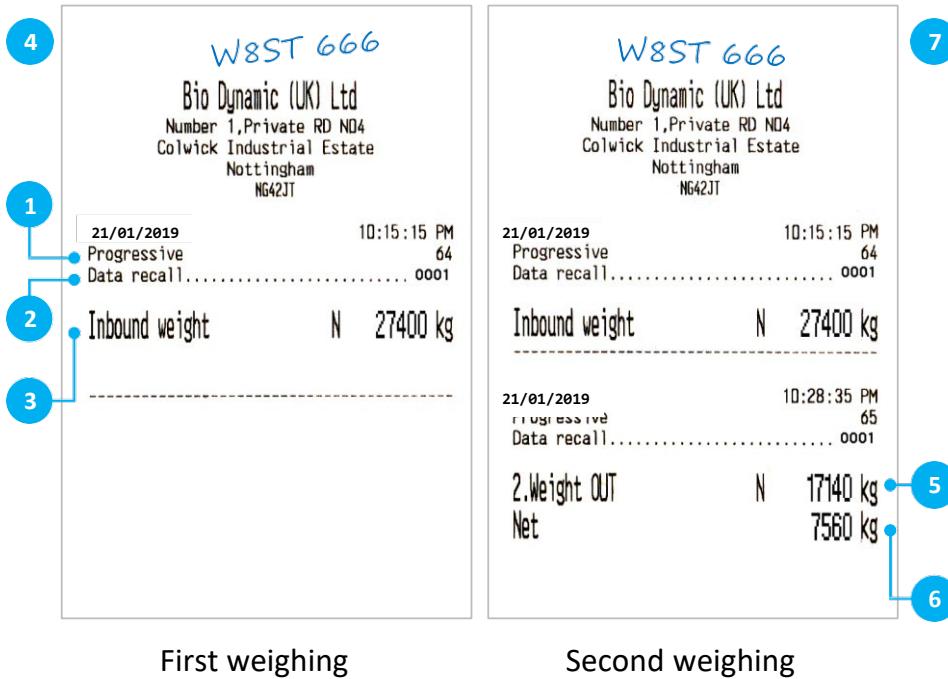 4
W8ST 666
Bio Dynamic (UK) Ltd
Number 1,Private RD NO4
Colwick Industrial Estate
Nottingham
NG42JT
1
21/01/2019 10:15:15 PM
Progressive 64
Data recall........................... 0001
2
Inbound weight N 27400 kg
3
First weighing
7
W8ST 666
Bio Dynamic (UK) Ltd
Number 1,Private RD NO4
Colwick Industrial Estate
Nottingham
NG42JT
21/01/2019 10:15:15 PM
Progressive 64
Data recall........................... 0001
Inbound weight N 27400 kg
21/01/2019 10:28:35 PM
Progressive 65
Data recall........................... 0001
2.Weight OUT N 17140 kg
5
Net 7560 kg
6
Second weighing